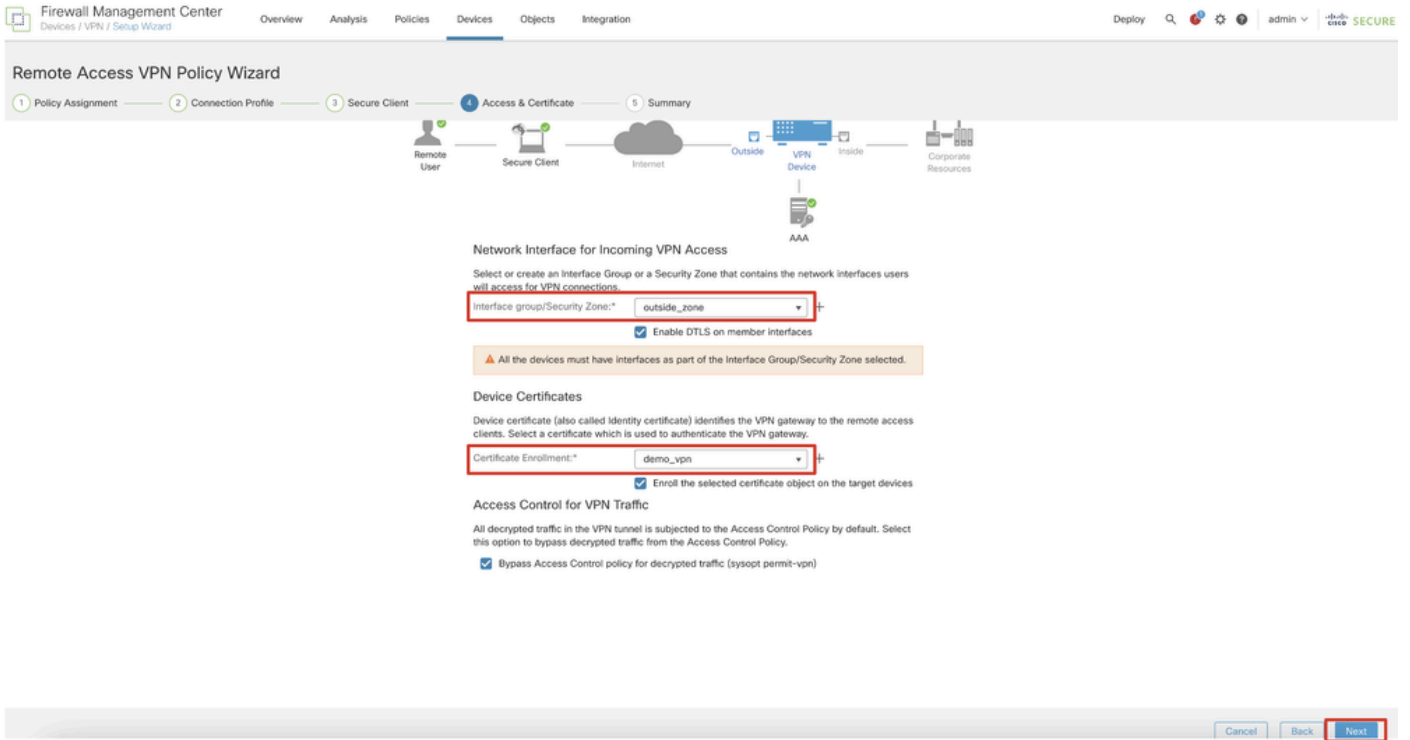 Firewall Management Center
Devices / VPN / Setup Wizard
Overview Analysis Policies Devices Objects Integration
Deploy admin
cisco SECURE
Remote Access VPN Policy Wizard
1 Policy Assignment 2 Connection Profile 3 Secure Client 4 Access & Certificate 5 Summary
Remote User
Secure Client
Internet
Outside
VPN Device
Inside
Corporate Resources
AAA
Network Interface for Incoming VPN Access
Select or create an Interface Group or a Security Zone that contains the network interfaces users
will access for VPN connections.
Interface group/Security Zone:* outside_zone +
Enable DTLS on member interfaces
All the devices must have interfaces as part of the Interface Group/Security Zone selected.
Device Certificates
Device certificate (also called Identity certificate) identifies the VPN gateway to the remote access
clients. Select a certificate which is used to authenticate the VPN gateway.
Certificate Enrollment:* demo_vpn +
Enroll the selected certificate object on the target devices
Access Control for VPN Traffic
All decrypted traffic in the VPN tunnel is subjected to the Access Control Policy by default. Select
this option to bypass decrypted traffic from the Access Control Policy.
Bypass Access Control policy for decrypted traffic (sysopt permit-vpn)
Cancel Back Next